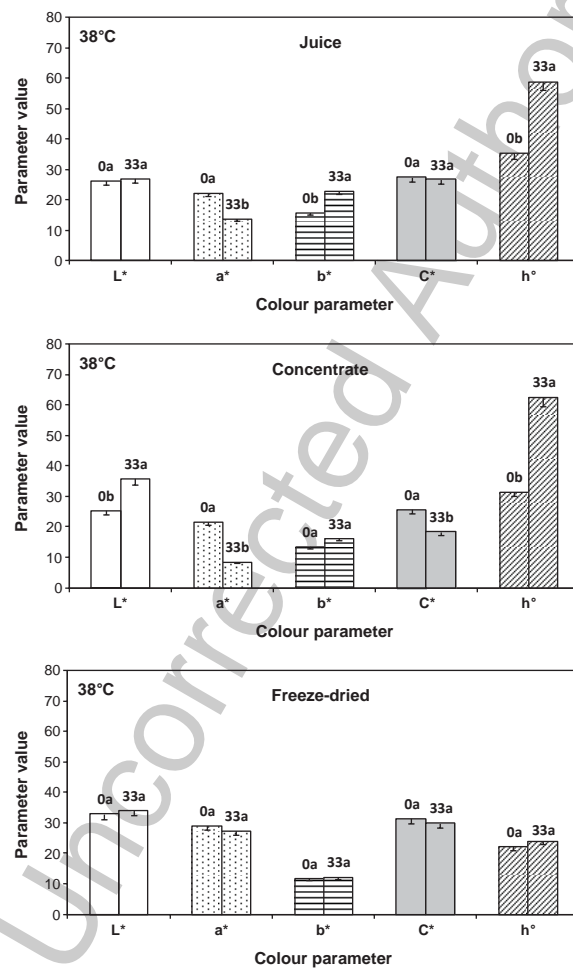 38°C
Juice
80
70
60
50
40
30
20
10
0
Parameter value
0a 33a 0a 33b 0b 33a 0a 33a 0b 33a
L* a* b* C* h°
Colour parameter
38°C
Concentrate
80
70
60
50
40
30
20
10
0
Parameter value
0b 33a 0a 33b 0a 33a 0a 33b 0b 33a
L* a* b* C* h°
Colour parameter
38°C
Freeze-dried
80
70
60
50
40
30
20
10
0
Parameter value
0a 33a 0a 33a 0a 33a 0a 33a 0a 33a
L* a* b* C* h°
Colour parameter
Uncorrected Autho